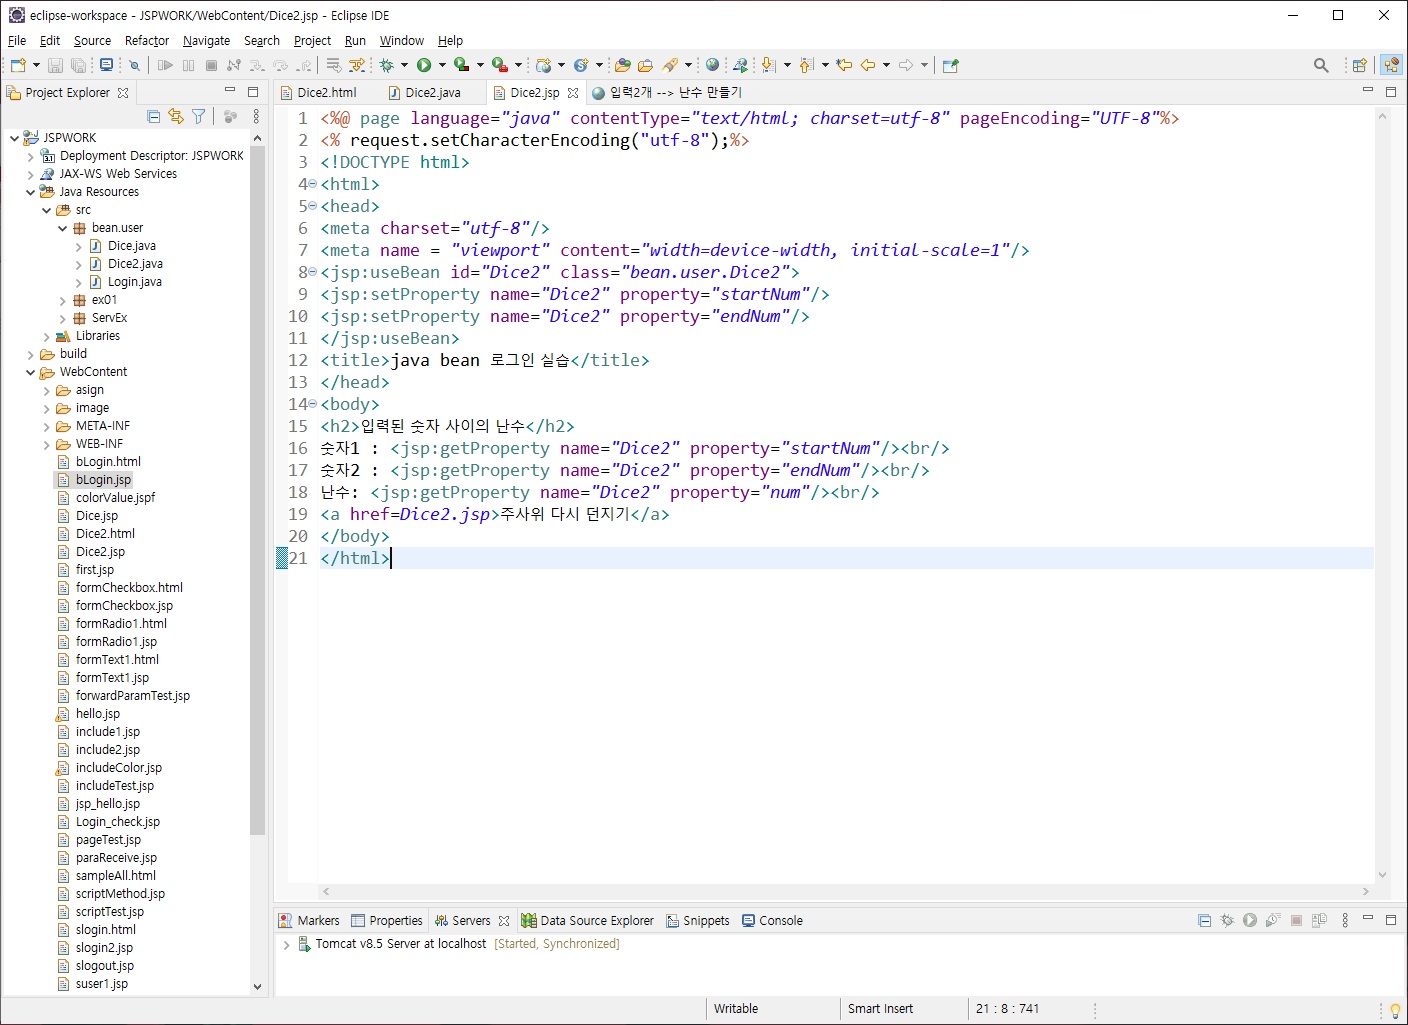 eclipse-workspace - JSPWORK/WebContent/Dice2.jsp - Eclipse IDE
File Edit Source Refactor Navigate Search Project Run Window Help
Project Explorer
Dice2.html Dice2.java Dice2.jsp 입력2개 --> 난수 만들기
JSPWORK
Deployment Descriptor: JSPWORK
JAX-WS Web Services
Java Resources
src
bean.user
Dice.java
Dice2.java
Login.java
ex01
ServEx
Libraries
build
WebContent
asign
image
META-INF
WEB-INF
bLogin.html
bLogin.jsp
colorValue.jspf
Dice.jsp
Dice2.html
Dice2.jsp
first.jsp
formCheckbox.html
formCheckbox.jsp
formRadio1.html
formRadio1.jsp
formText1.html
formText1.jsp
forwardParamTest.jsp
hello.jsp
include1.jsp
include2.jsp
includeColor.jsp
includeTest.jsp
jsp_hello.jsp
Login_check.jsp
pageTest.jsp
paraReceive.jsp
sampleAll.html
scriptMethod.jsp
scriptTest.jsp
slogin.html
slogin2.jsp
slogout.jsp
suser1.jsp
1 <%@ page language="java" contentType="text/html; charset=utf-8" pageEncoding="UTF-8"%>
2 <% request.setCharacterEncoding("utf-8");%>
3 <!DOCTYPE html>
4 <html>
5 <head>
6 <meta charset="utf-8"/>
7 <meta name = "viewport" content="width=device-width, initial-scale=1"/>
8 <jsp:useBean id="Dice2" class="bean.user.Dice2">
9 <jsp:setProperty name="Dice2" property="startNum"/>
10 <jsp:setProperty name="Dice2" property="endNum"/>
11 </jsp:useBean>
12 <title>java bean 로그인 실습</title>
13 </head>
14 <body>
15 <h2>입력된 숫자 사이의 난수</h2>
16 숫자1 : <jsp:getProperty name="Dice2" property="startNum"/><br/>
17 숫자2 : <jsp:getProperty name="Dice2" property="endNum"/><br/>
18 난수: <jsp:getProperty name="Dice2" property="num"/><br/>
19 <a href=Dice2.jsp>주사위 다시 던지기</a>
20 </body>
21 </html>
Markers Properties Servers Data Source Explorer Snippets Console
Tomcat v8.5 Server at localhost [Started, Synchronized]
Writable Smart Insert 21 : 8 : 741